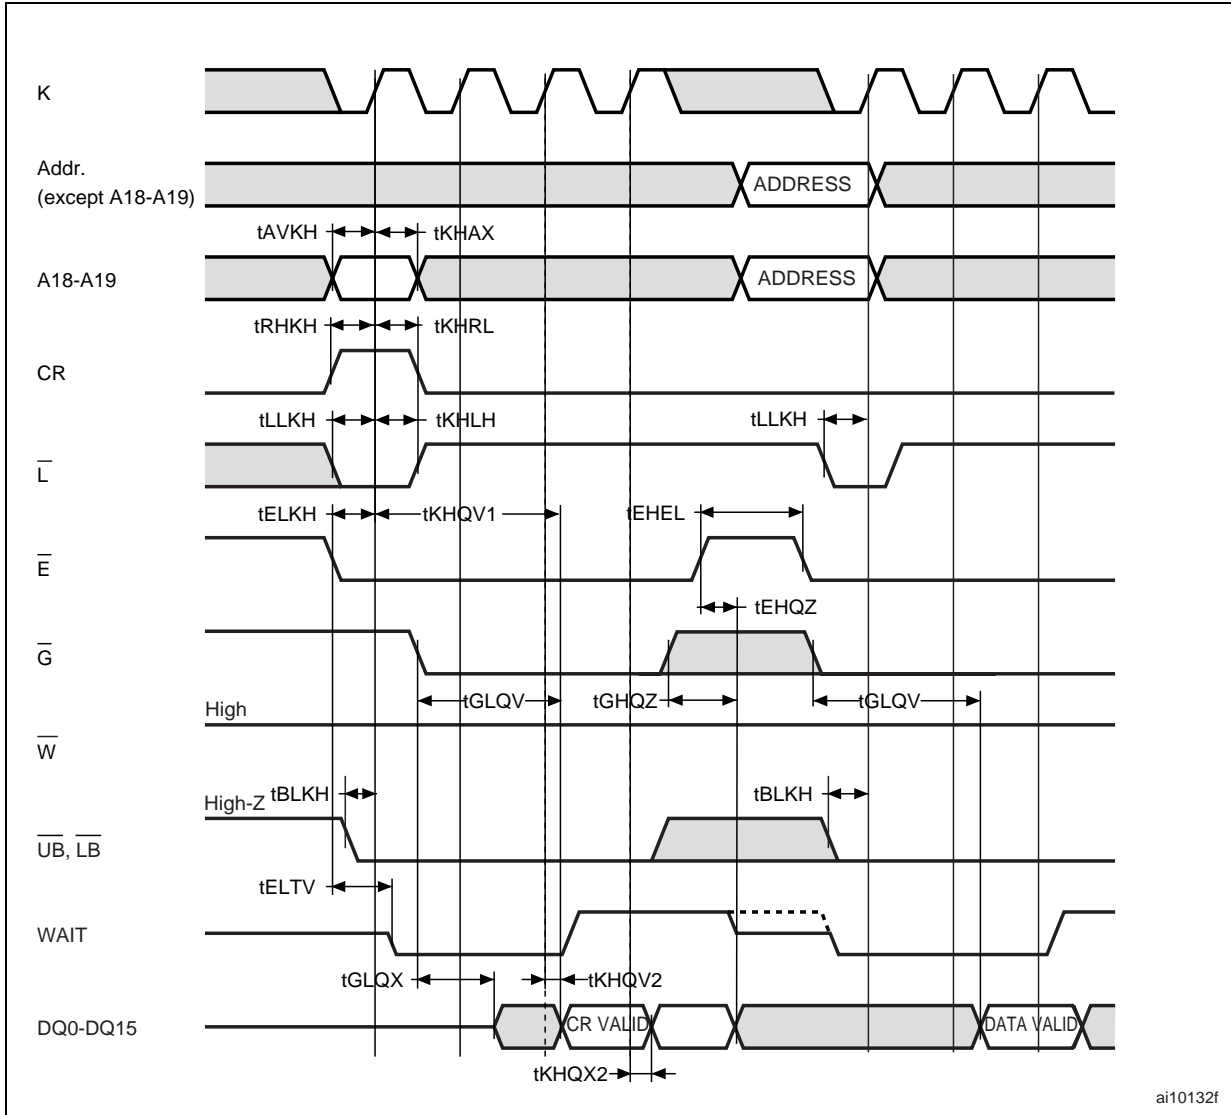 K
Addr.
(except A18-A19)
ADDRESS
tAVKH
tKHAX
A18-A19
ADDRESS
tRHKH
tKHRL
CR
tLLKH
tKHLH
tLLKH
L
tELKH
tKHQV1
tEHEL
E
tEHQZ
G
tGLQV
tGHQZ
tGLQV
High
W
tBLKH
tBLKH
High-Z
UB, LB
tELTV
WAIT
tGLQX
tKHQV2
DQ0-DQ15
CR VALID
DATA VALID
tKHQX2
ai10132f